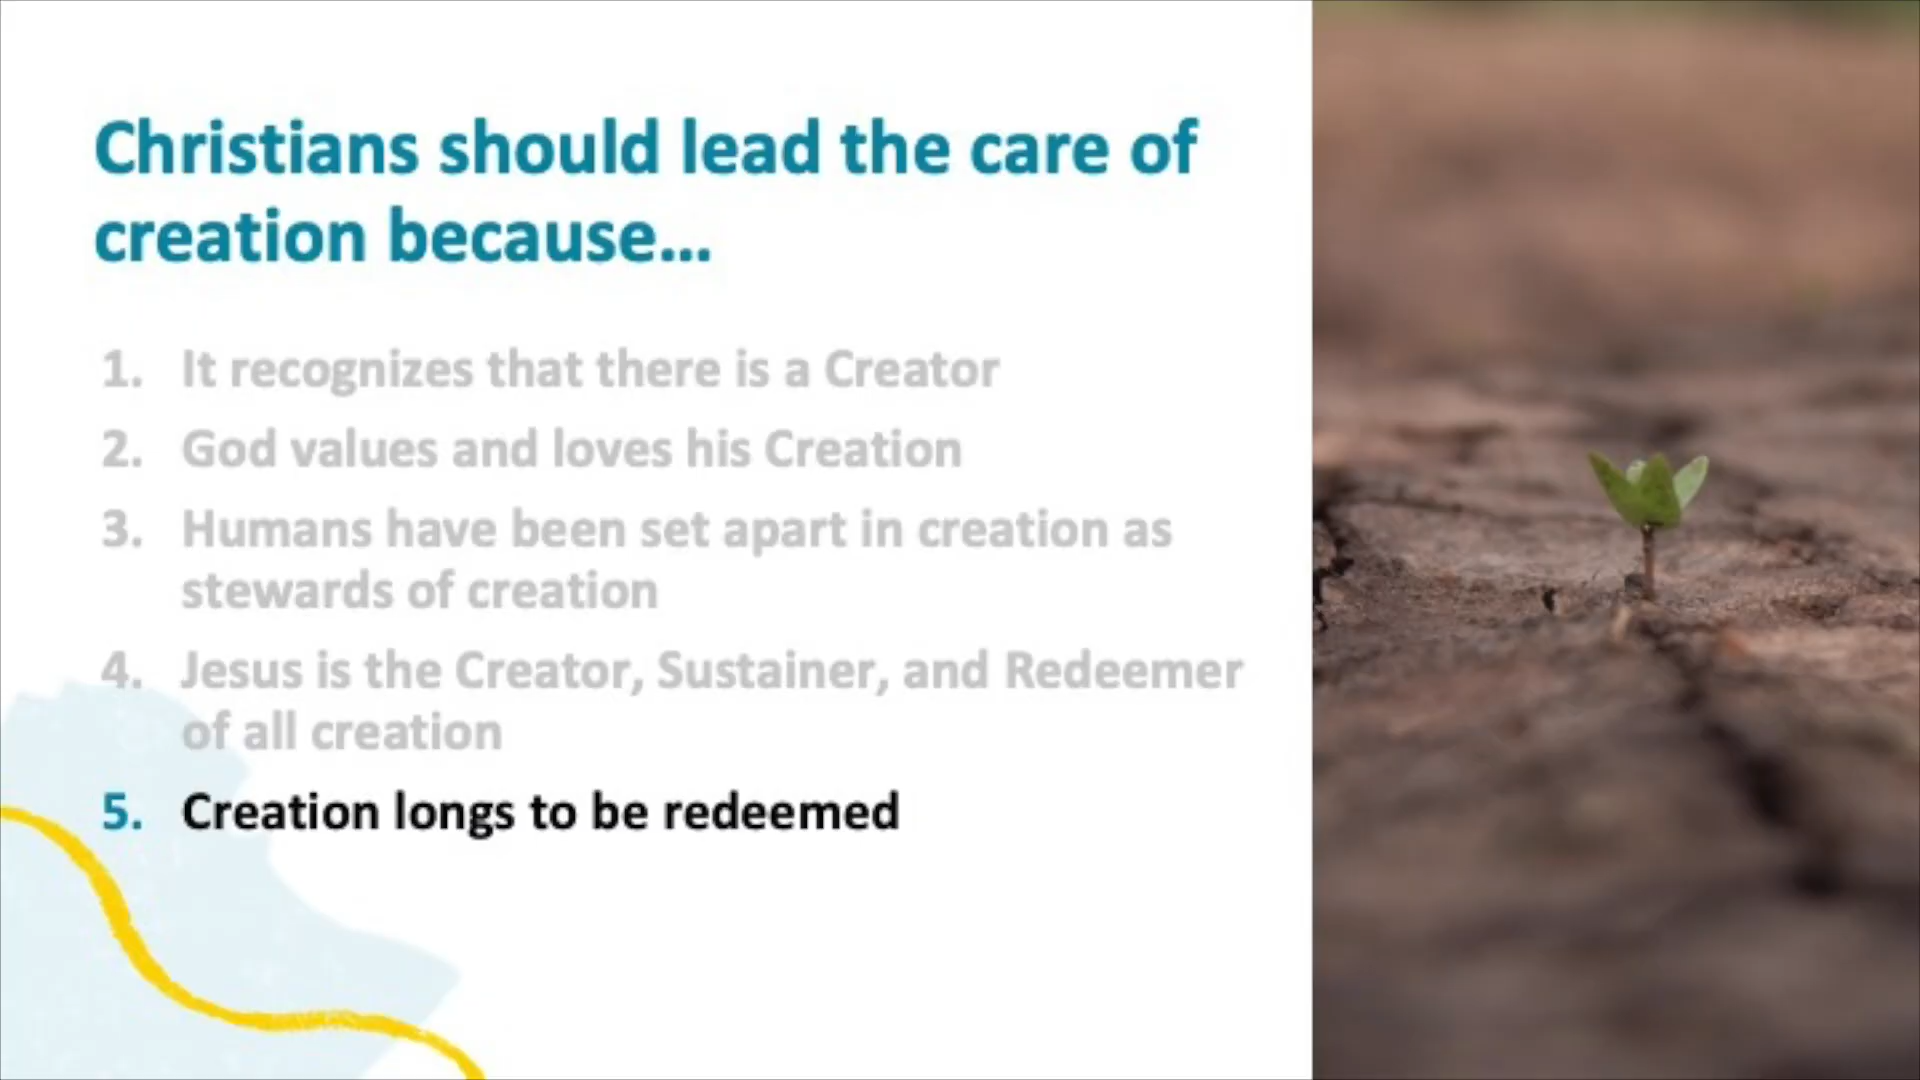 Christians should lead the care of
creation because...
1. It recognizes that there is a Creator
2. God values and loves his Creation
3. Humans have been set apart in creation as
stewards of creation
4. Jesus is the Creator, Sustainer, and Redeemer
of all creation
5. Creation longs to be redeemed